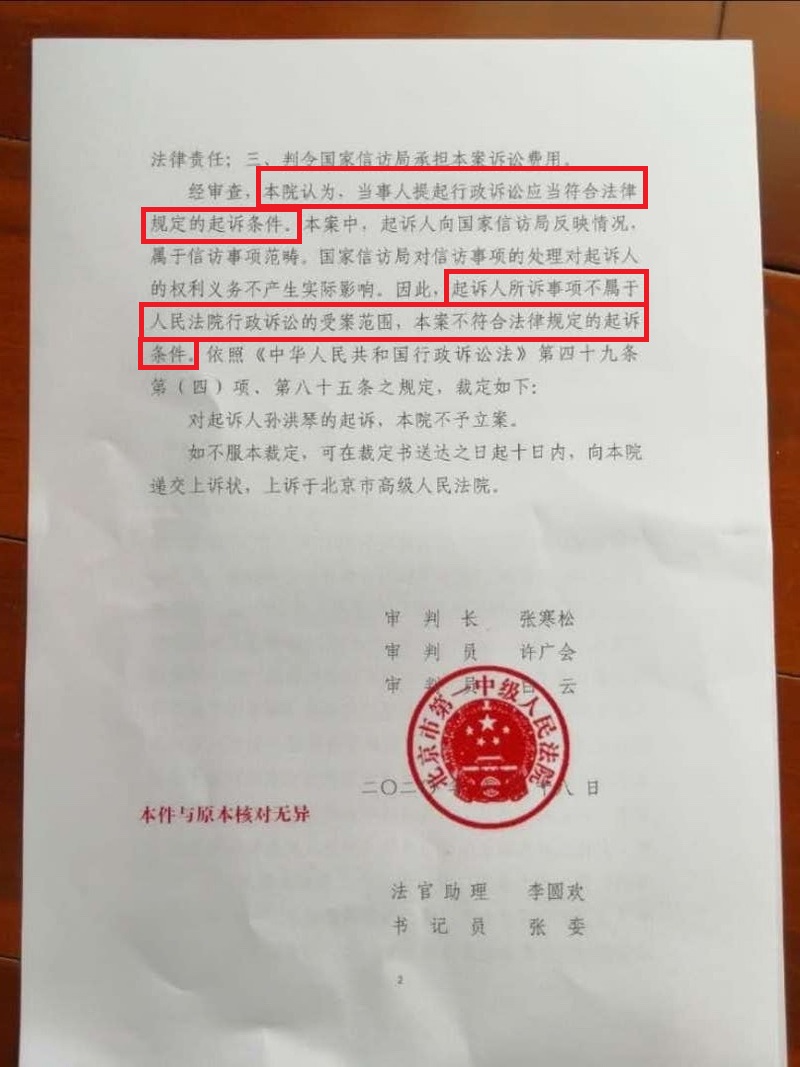 法律责任；三、判令国家信访局承担本案诉讼费用。
经审查，本院认为，当事人提起行政诉讼应当符合法律
规定的起诉条件。本案中，起诉人向国家信访局反映情况，
属于信访事项范畴。国家信访局对信访事项的处理对起诉人
的权利义务不产生实际影响。因此，起诉人所诉事项不属于
人民法院行政诉讼的受案范围，本案不符合法律规定的起诉
条件。依照《中华人民共和国行政诉讼法》第四十九条
第（四）项、第八十五条之规定，裁定如下：
对起诉人孙洪琴的起诉，本院不予立案。
如不服本裁定，可在裁定书送达之日起十日内，向本院
递交上诉状，上诉于北京市高级人民法院。
审 判 长 张寒松
审 判 员 许广会
审 判 员 云
北京市第一中级人民法院
二〇二 八日
本件与原本核对无异
法官助理 李圆欢
书 记 员 张
2